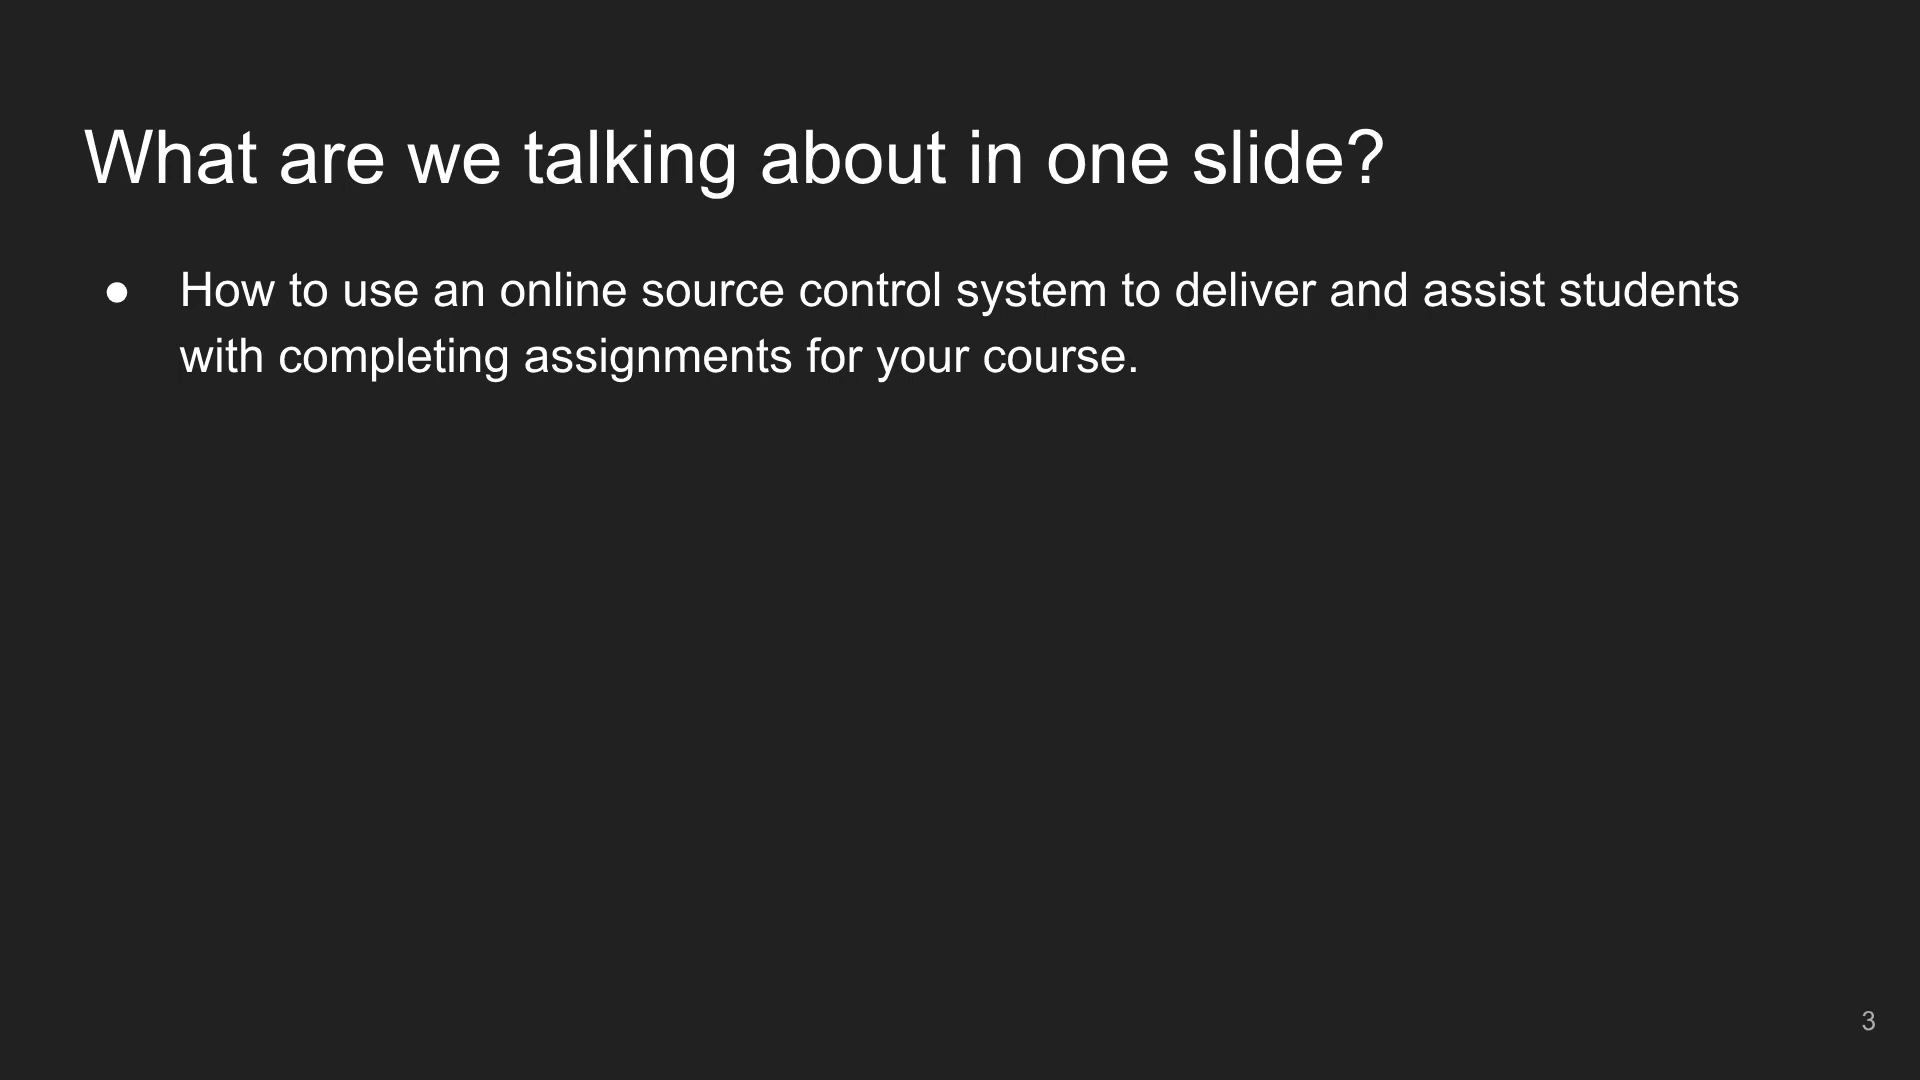 What are we talking about in one slide?
● How to use an online source control system to deliver and assist students
with completing assignments for your course.
3